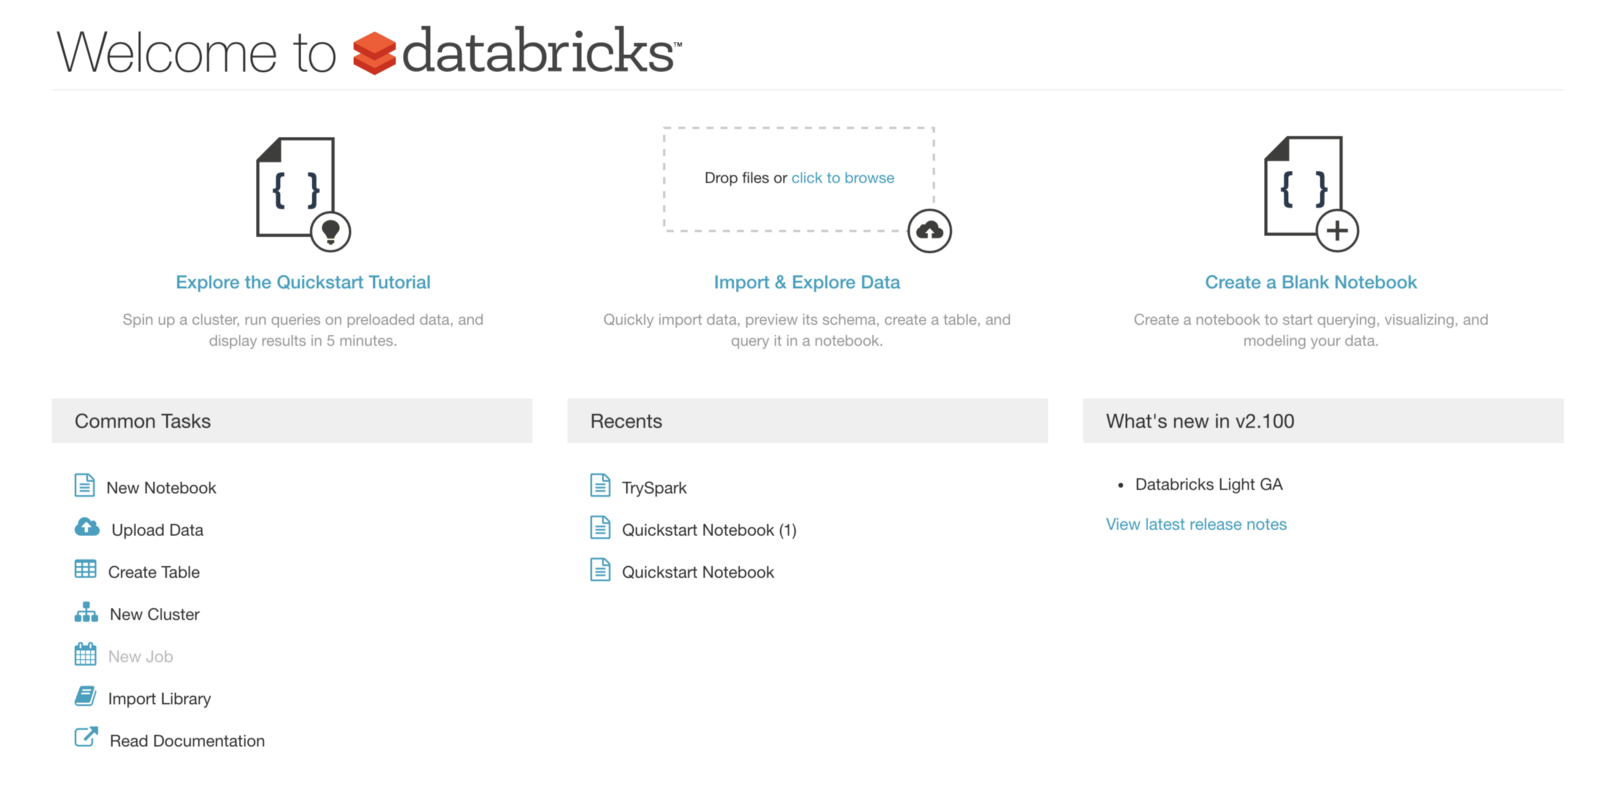 Welcome to databricks™
Drop files or click to browse
Explore the Quickstart Tutorial
Spin up a cluster, run queries on preloaded data, and
display results in 5 minutes.
Import & Explore Data
Quickly import data, preview its schema, create a table, and
query it in a notebook.
Create a Blank Notebook
Create a notebook to start querying, visualizing, and
modeling your data.
Common Tasks
New Notebook
Upload Data
Create Table
New Cluster
New Job
Import Library
Read Documentation
Recents
TrySpark
Quickstart Notebook (1)
Quickstart Notebook
What's new in v2.100
• Databricks Light GA
View latest release notes